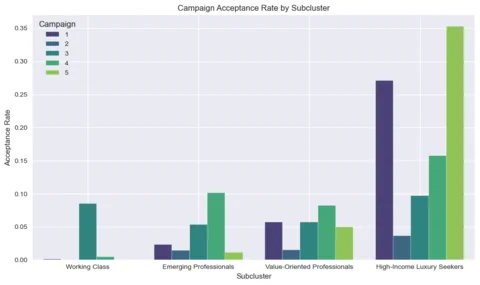 Campaign Acceptance Rate by Subcluster
Campaign
1
2
3
4
5
Acceptance Rate
0.35
0.30
0.25
0.20
0.15
0.10
0.05
0.00
Working Class
Emerging Professionals
Value-Oriented Professionals
High-Income Luxury Seekers
Subcluster